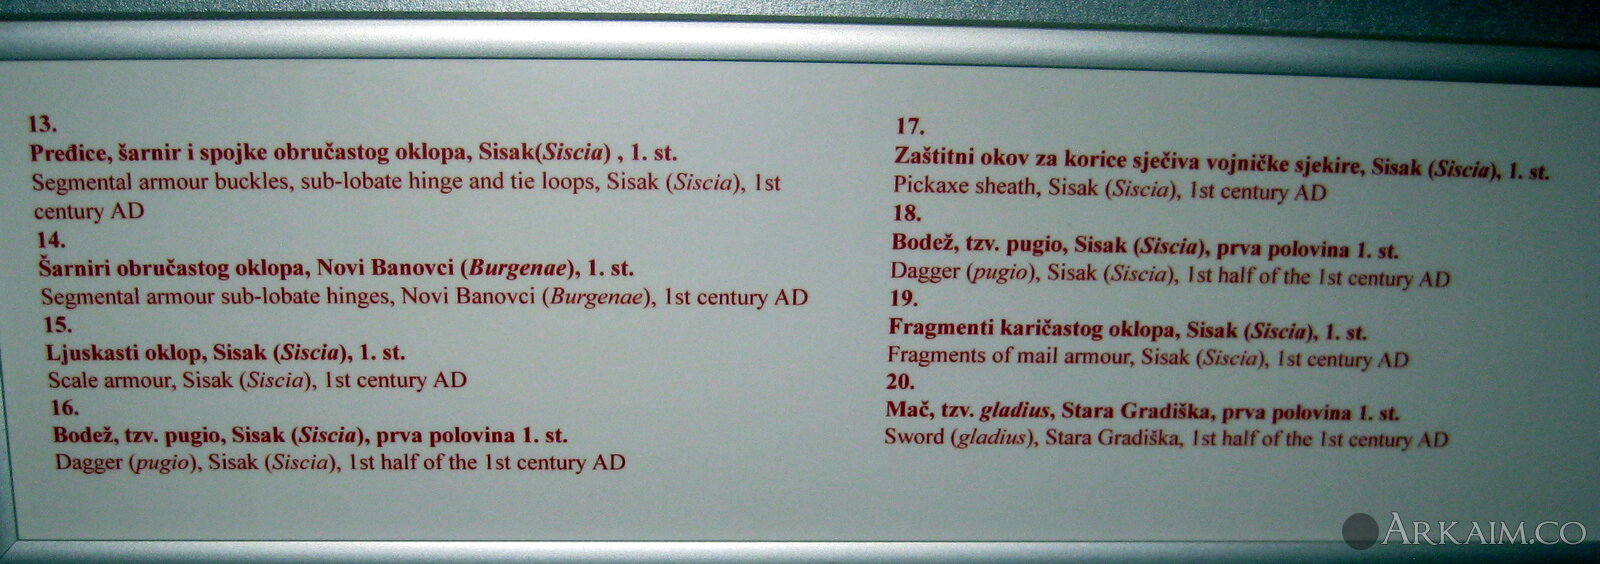 13.
Pređice, šarnir i spojke obručastog oklopa, Sisak(Siscia) , 1. st.
Segmental armour buckles, sub-lobate hinge and tie loops, Sisak (Siscia), 1st
century AD
14.
Šarniri obručastog oklopa, Novi Banovci (Burgenae), 1. st.
Segmental armour sub-lobate hinges, Novi Banovci (Burgenae), 1st century AD
15.
Ljuskasti oklop, Sisak (Siscia), 1. st.
Scale armour, Sisak (Siscia), 1st century AD
16.
Bodež, tzv. pugio, Sisak (Siscia), prva polovina 1. st.
Dagger (pugio), Sisak (Siscia), 1st half of the 1st century AD
17.
Zaštitni okov za korice sječiva vojničke sjekire, Sisak (Siscia), 1. st.
Pickaxe sheath, Sisak (Siscia), 1st century AD
18.
Bodež, tzv. pugio, Sisak (Siscia), prva polovina 1. st.
Dagger (pugio), Sisak (Siscia), 1st half of the 1st century AD
19.
Fragmenti karičastog oklopa, Sisak (Siscia), 1. st.
Fragments of mail armour, Sisak (Siscia), 1st century AD
20.
Mač, tzv. gladius, Stara Gradiška, prva polovina 1. st.
Sword (gladius), Stara Gradiška, 1st half of the 1st century AD
ARKAIM.CO